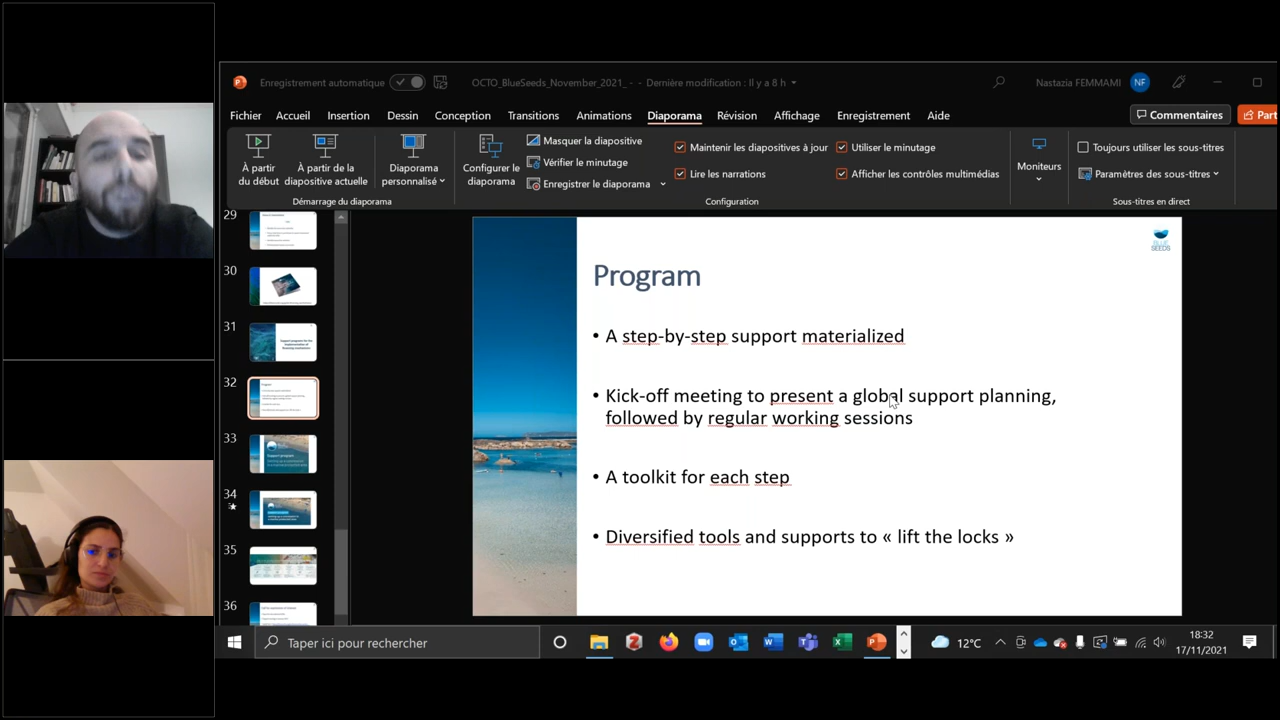 Enregistrement automatique
OCTO_BlueSeeds_November_2021_ - Dernière modification : Il y a 8 h
Nastazia FEMMAMI
NF
Fichier Accueil Insertion Dessin Conception Transitions Animations Diaporama Révision Affichage Enregistrement Aide
Commentaires
Part
À partir du début
À partir de la diapositive actuelle
Diaporama personnalisé
Configurer le diaporama
Masquer la diapositive
Vérifier le minutage
Enregistrer le diaporama
Maintenir les diapositives à jour
Lire les narrations
Utiliser le minutage
Afficher les contrôles multimédias
Moniteurs
Toujours utiliser les sous-titres
Paramètres des sous-titres
Démarrage du diaporama
Configuration
Sous-titres en direct
29
30
31
32
33
34
35
36
BLUE
SEEDS
Program
• A step-by-step support materialized
• Kick-off meeting to present a global support planning,
followed by regular working sessions
• A toolkit for each step
• Diversified tools and supports to « lift the locks »
Taper ici pour rechercher
12°C
18:32
17/11/2021